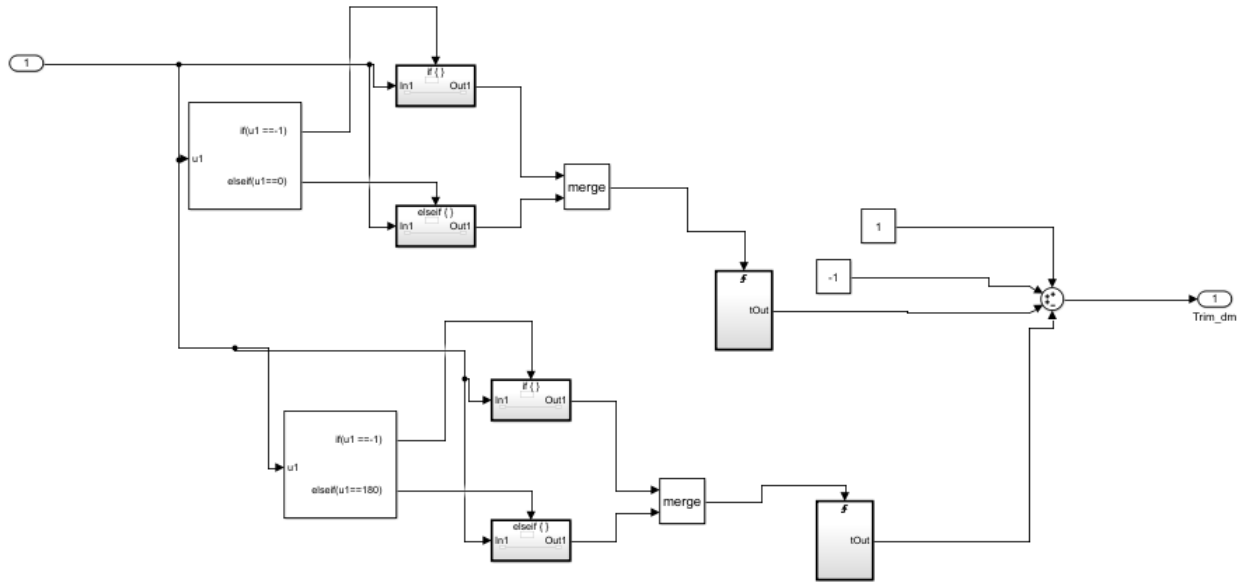 1
if { }
In1
Out1
if(u1 ==-1)
u1
elseif(u1==0)
merge
elseif { }
In1
Out1
1
-1
tOut
1
Trim_dm
if { }
In1
Out1
if(u1 ==-1)
u1
elseif(u1==180)
merge
elseif { }
In1
Out1
tOut